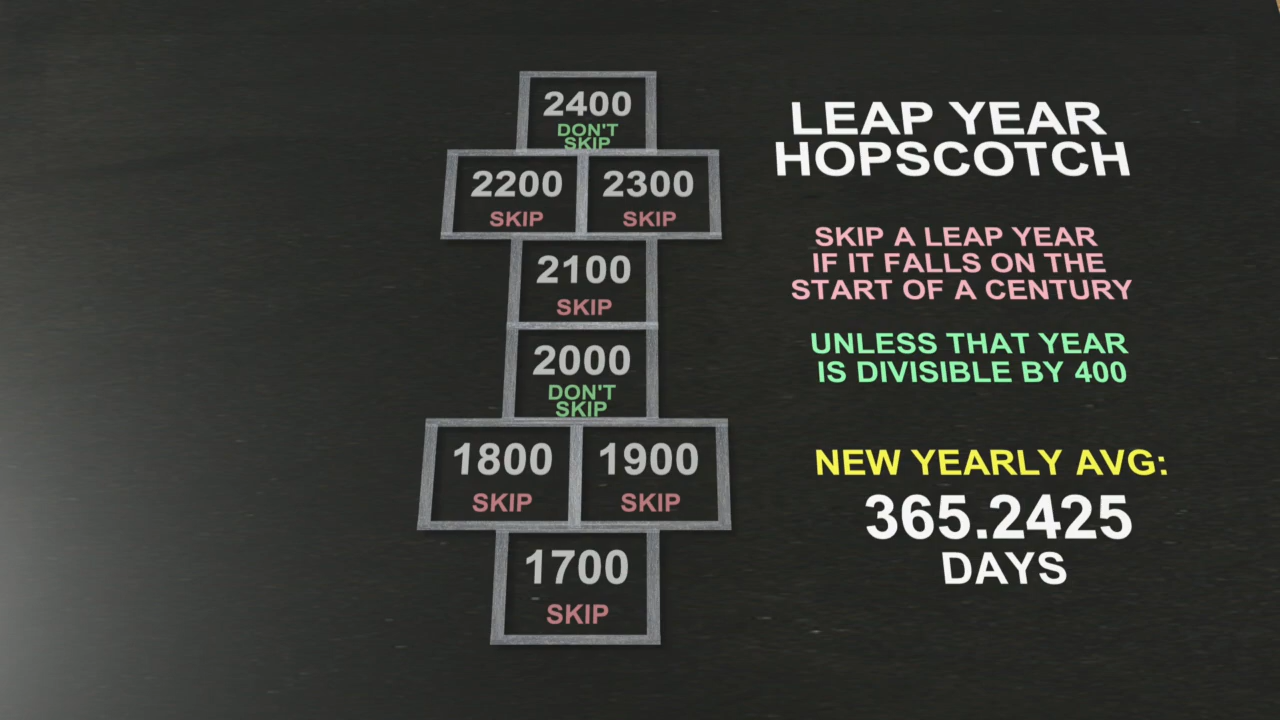 2400
DON'T
SKIP
2200
SKIP
2300
SKIP
2100
SKIP
2000
DON'T
SKIP
1800
SKIP
1900
SKIP
1700
SKIP
LEAP YEAR
HOPSCOTCH
SKIP A LEAP YEAR
IF IT FALLS ON THE
START OF A CENTURY
UNLESS THAT YEAR
IS DIVISIBLE BY 400
NEW YEARLY AVG:
365.2425
DAYS